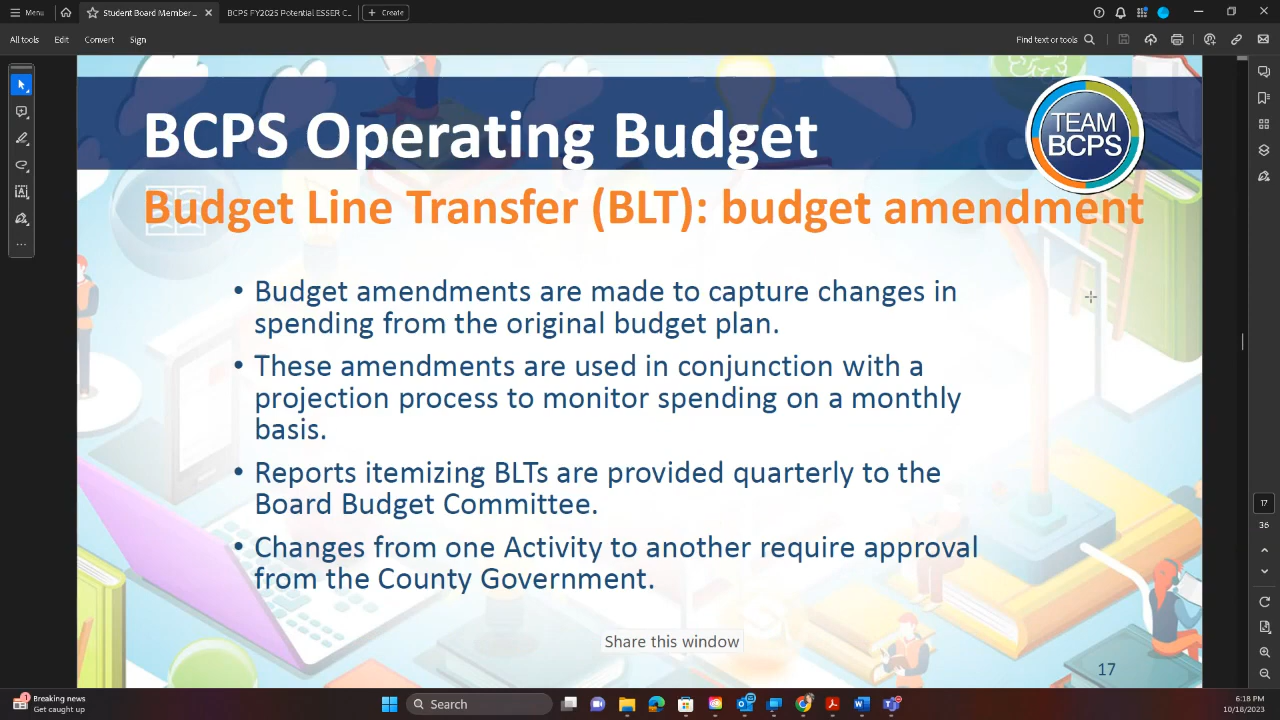 Menu
Student Board Member ...
BCPS FY2025 Potential ESSER C...
+ Create
All tools
Edit
Convert
Sign
Find text or tools
BCPS Operating Budget
TEAM
BCPS
Budget Line Transfer (BLT): budget amendment
• Budget amendments are made to capture changes in
spending from the original budget plan.
• These amendments are used in conjunction with a
projection process to monitor spending on a monthly
basis.
• Reports itemizing BLTs are provided quarterly to the
Board Budget Committee.
• Changes from one Activity to another require approval
from the County Government.
Share this window
17
17
36
1
Breaking news
Get caught up
Search
6:18 PM
10/18/2023